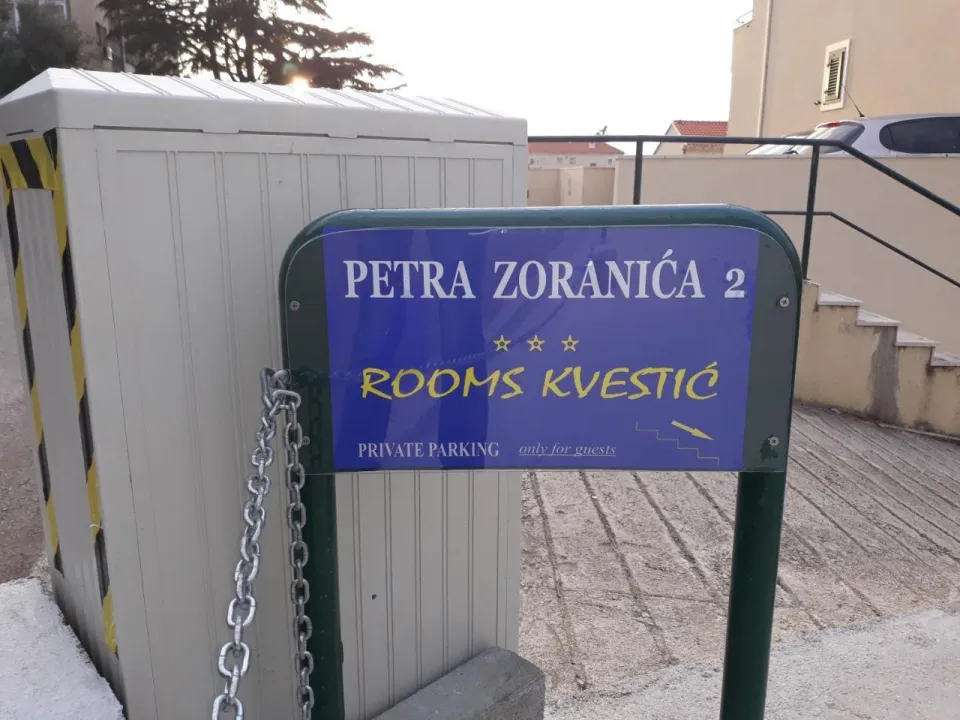 PETRA ZORANIĆA 2
ROOMS KVESTIĆ
PRIVATE PARKING only for guests